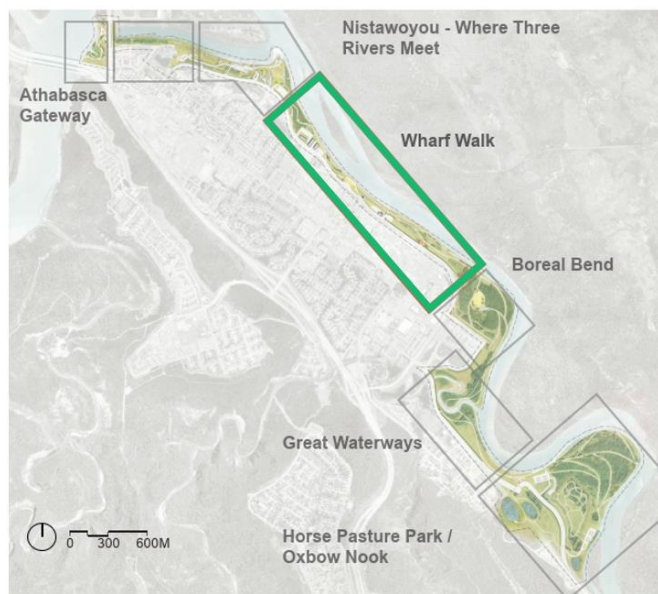 Nistawoyou - Where Three
Rivers Meet
Athabasca
Gateway
Wharf Walk
Boreal Bend
Great Waterways
Horse Pasture Park /
Oxbow Nook
0 300 600M